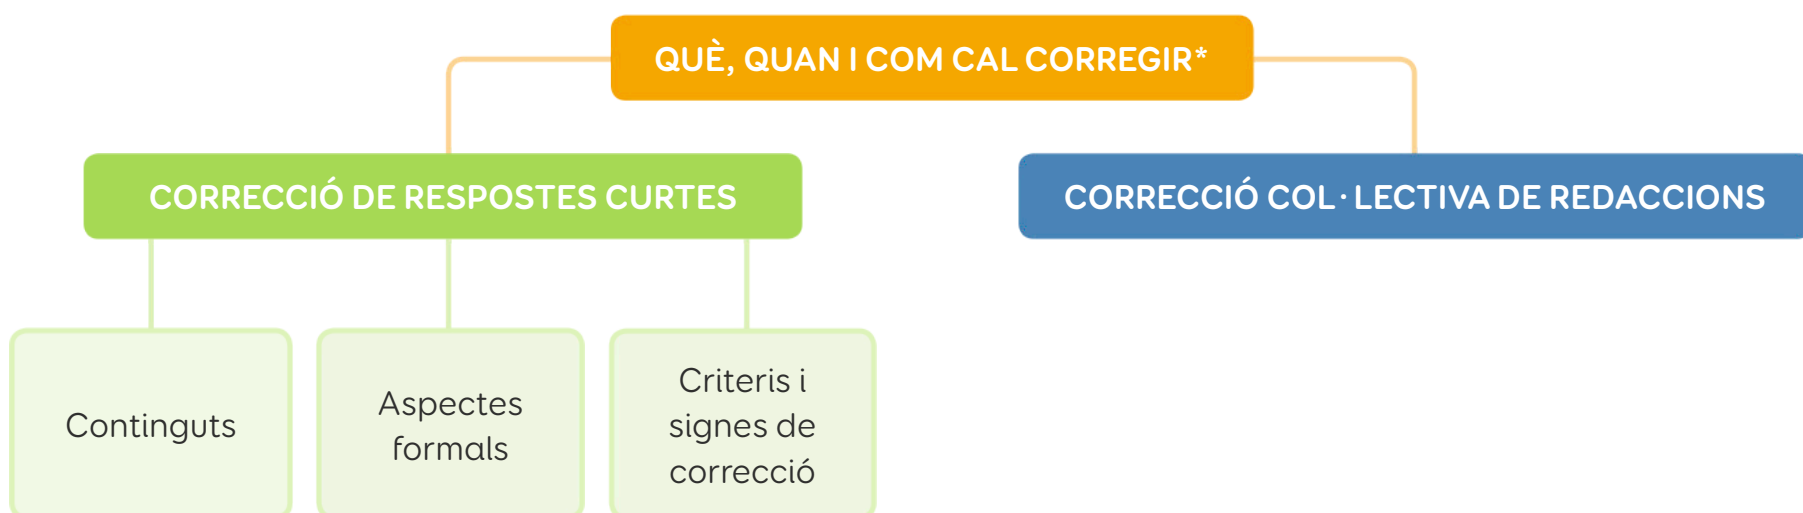 QUÈ, QUAN I COM CAL CORREGIR*
CORRECCIÓ DE RESPOSTES CURTES
CORRECCIÓ COL·LECTIVA DE REDACCIONS
Continguts
Aspectes
formals
Criteris i
signes de
correcció